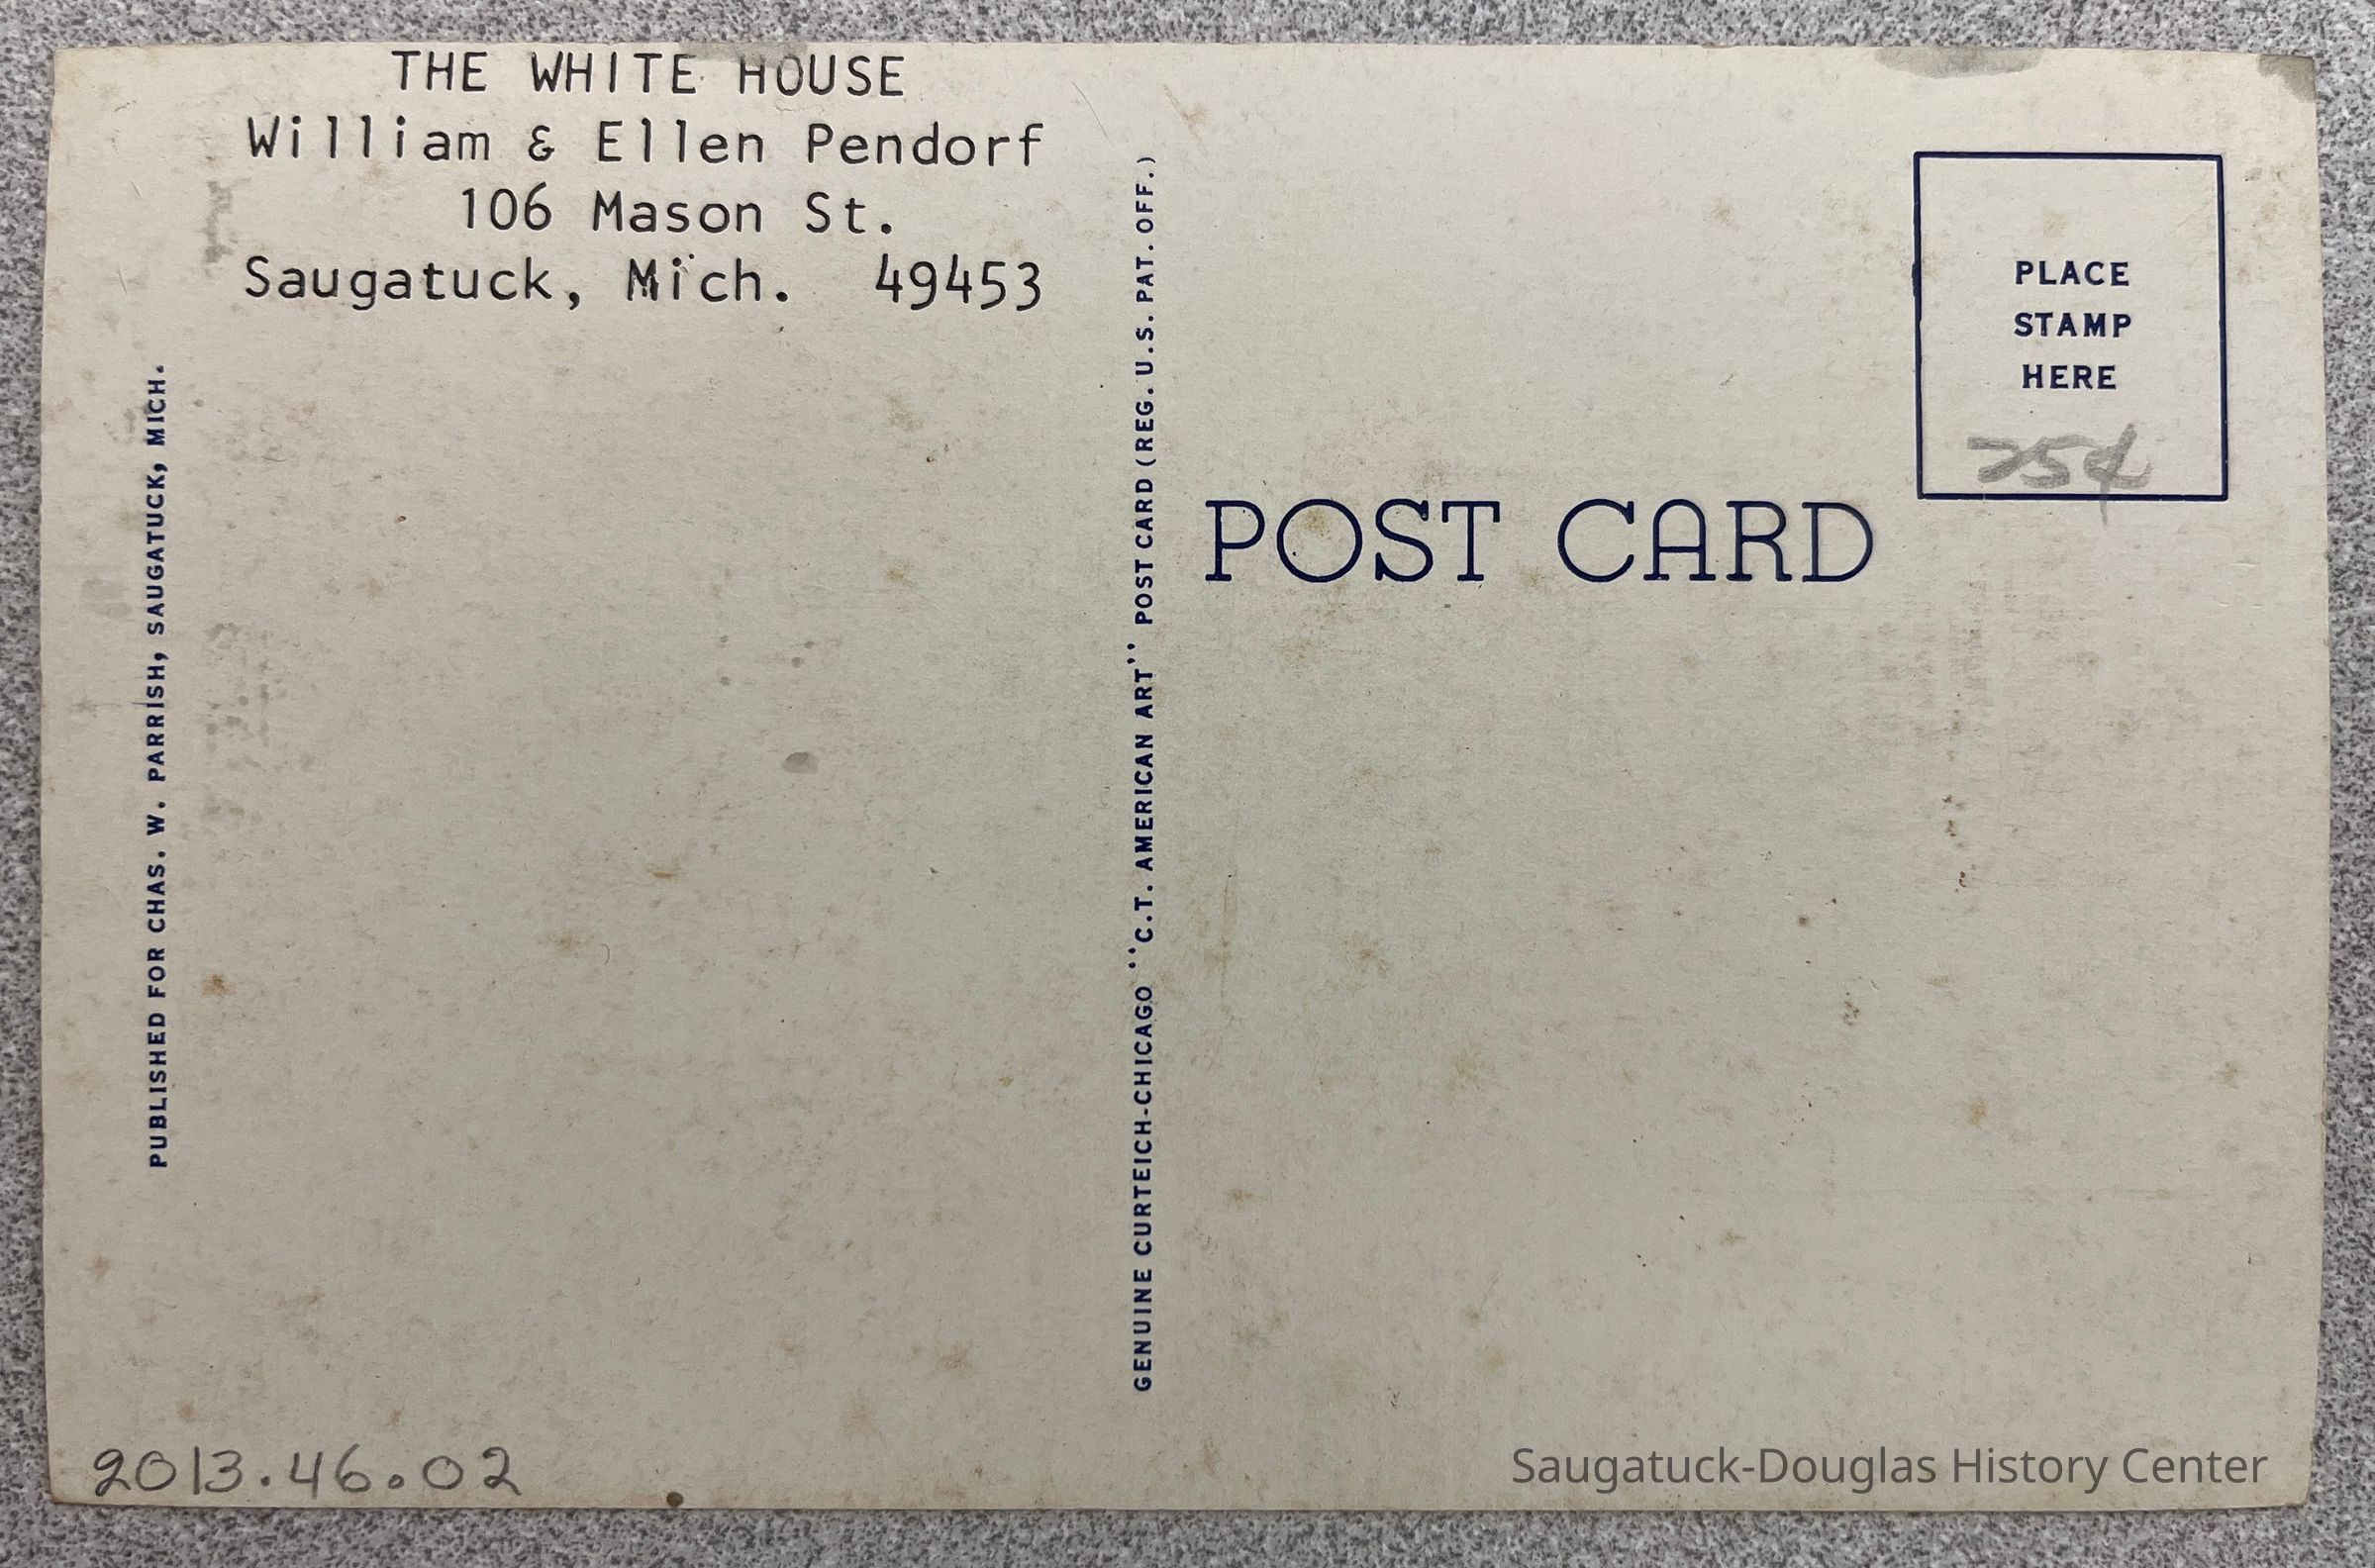 THE WHITE HOUSE
William & Ellen Pendorf
106 Mason St.
Saugatuck, Mich. 49453
PUBLISHED FOR CHAS. W. PARRISH, SAUGATUCK, MICH.
GENUINE CURTEICH-CHICAGO "C.T. AMERICAN ART" POST CARD (REG. U.S. PAT. OFF.)
PLACE
STAMP
HERE
25¢
POST CARD
2013.46.02
Saugatuck-Douglas History Center